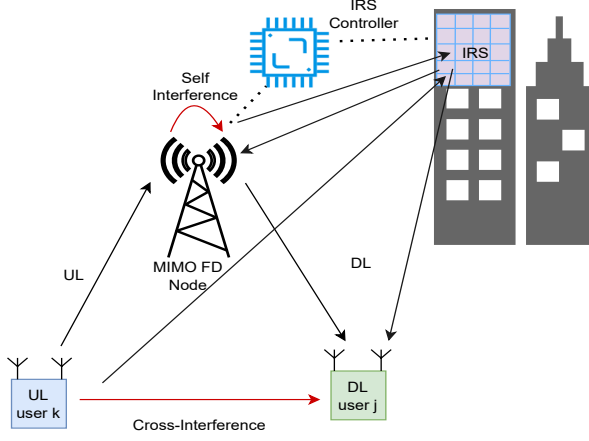 IRS
Controller
IRS
Self
Interference
UL
MIMO FD
Node
DL
UL
user k
DL
user j
Cross-Interference